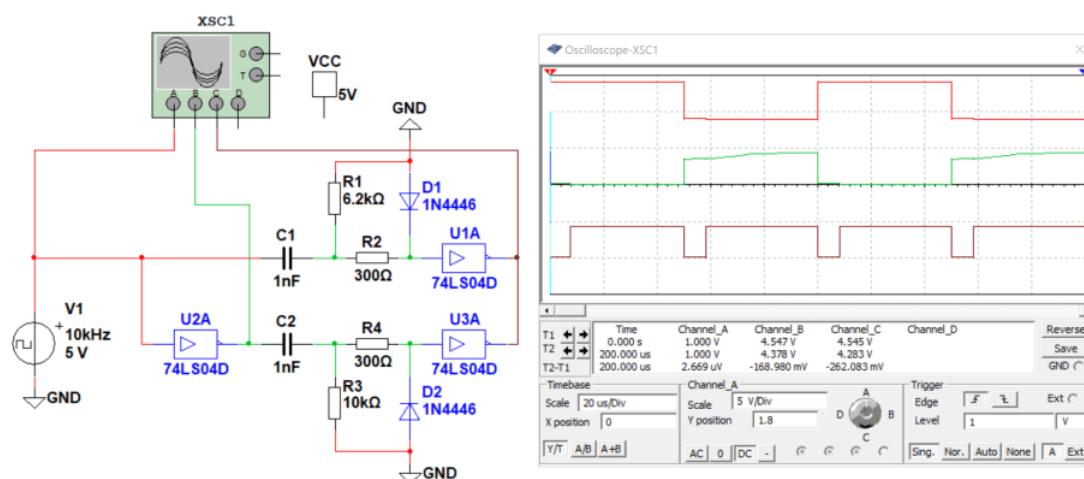 XSC1
G
T
A B C D
VCC
5V
GND
R1
6.2kΩ
D1
1N4446
U1A
C1
R2
1nF
300Ω
74LS04D
V1
10kHz
5 V
U2A
C2
R4
U3A
74LS04D
1nF
300Ω
74LS04D
R3
10kΩ
D2
1N4446
GND
GND
Oscilloscope-XSC1
Time Channel_A Channel_B Channel_C Channel_D
T1 0.000 s 1.000 V 4.547 V 4.545 V
T2 200.000 us 1.000 V 4.378 V 4.283 V
T2-T1 200.000 us 2.669 uV -168.980 mV -262.083 mV
Reverse
Save
GND
Timebase
Scale 20 us/Div
X position 0
Y/T A/B A+B
Channel_A
Scale 5 V/Div
Y position 1.8
AC 0 DC -
A
D B
C
Trigger
Edge Ext
Level 1 V
Sing. Nor. Auto None A Ext